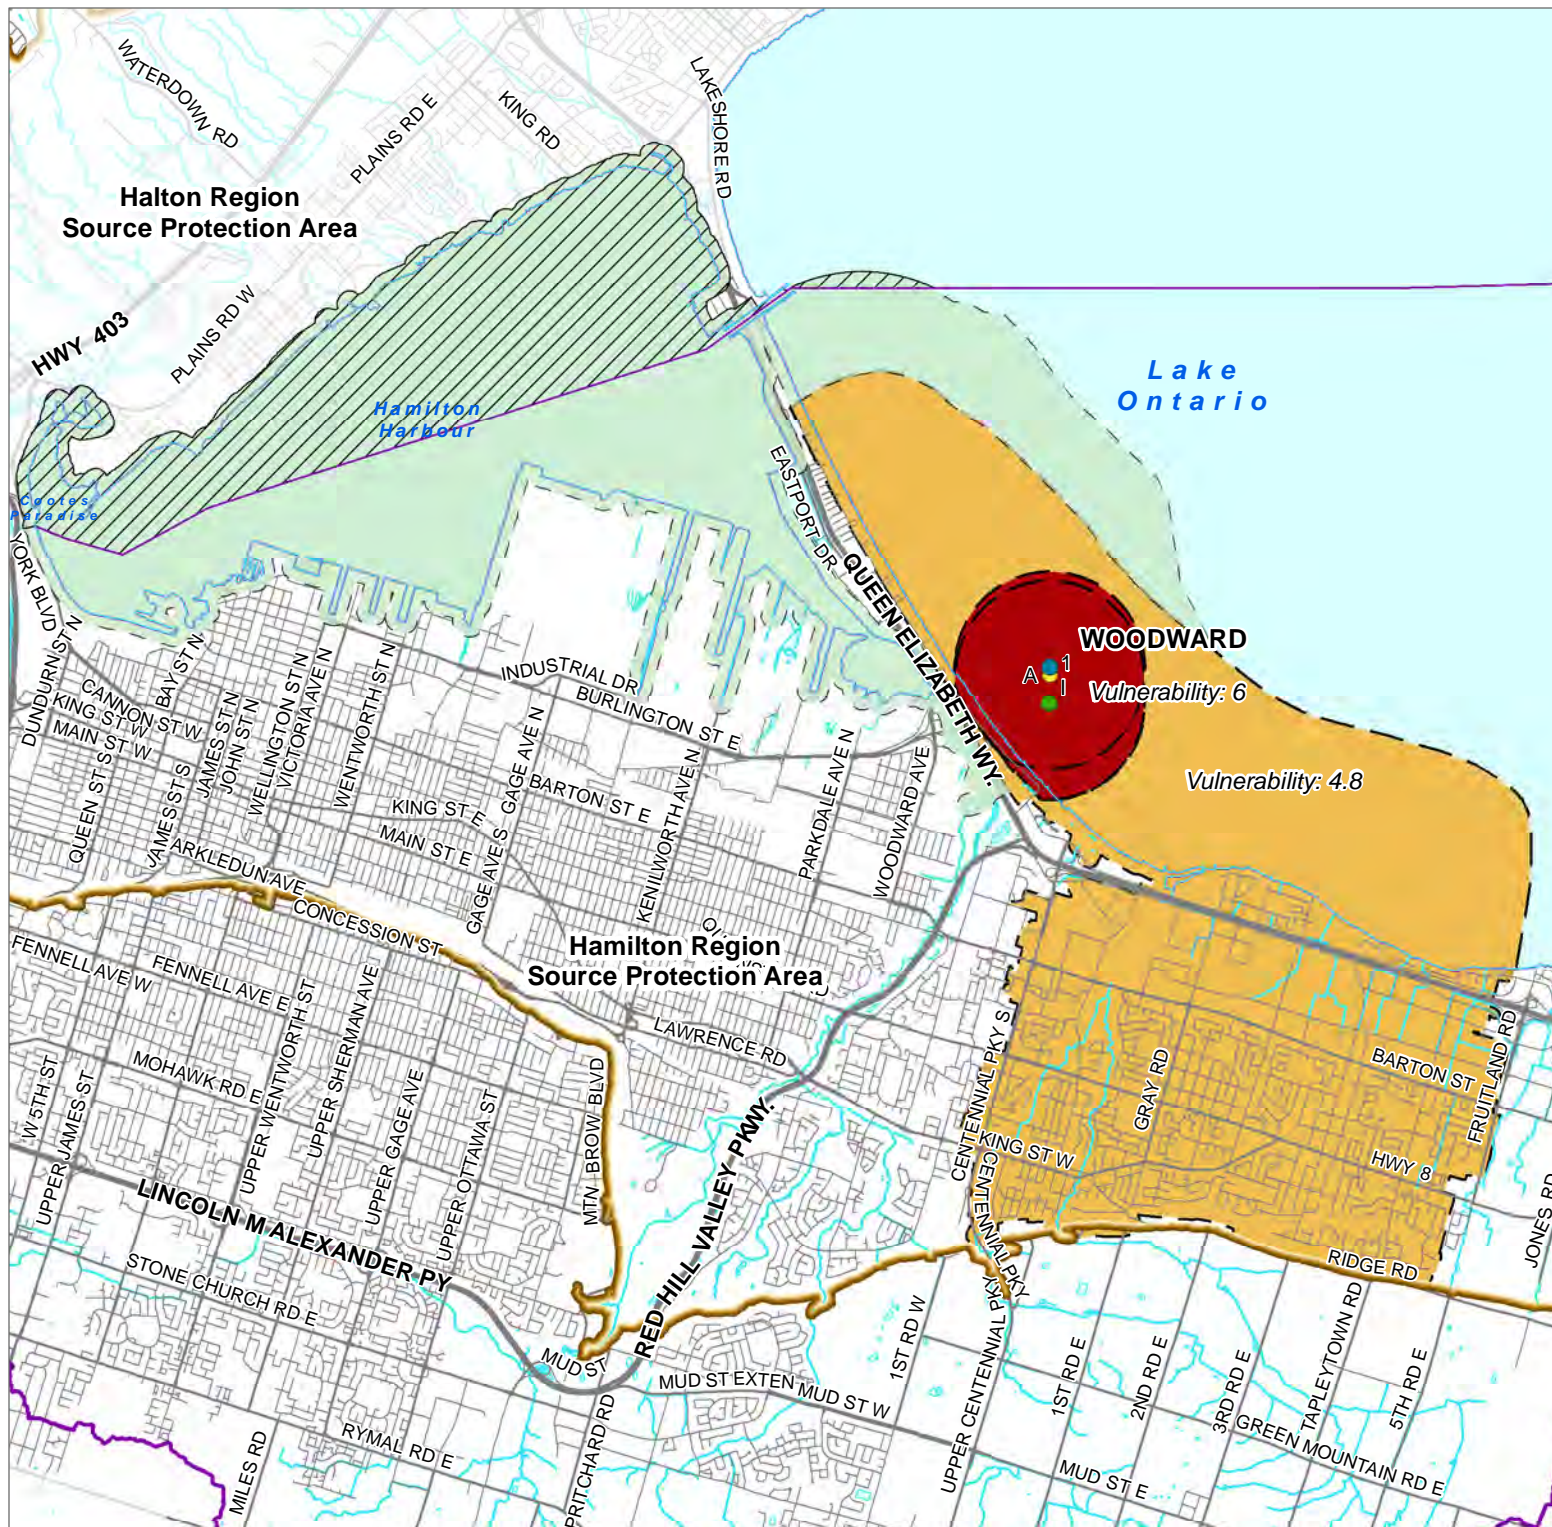 WATERDOWN RD
PLAINS RD E
KING RD
LAKESHORE RD
Halton Region
Source Protection Area
HWY 403
PLAINS RD W
Lake
Ontario
Hamilton
Harbour
Cootes
Paradise
EASTPORT DR
QUEEN ELIZABETH WY.
YORK BLVD
DUNDURN ST N
CANNON ST W
KING ST W
MAIN ST W
BAY ST N
JAMES ST N
JOHN ST N
WELLINGTON ST N
VICTORIA AVE N
WENTWORTH ST N
INDUSTRIAL DR
BURLINGTON ST E
WOODWARD
A
1
I
Vulnerability: 6
Vulnerability: 4.8
QUEEN ST S
JAMES ST S
ARKLEDUN AVE
KING ST E
MAIN ST E
GAGE AVE S
GAGE AVE N
BARTON ST E
KENILWORTH AVE N
PARKDALE AVE N
WOODWARD AVE
CONCESSION ST
Hamilton Region
Source Protection Area
FENNELL AVE W
FENNELL AVE E
LAWRENCE RD
W 5TH ST
UPPER JAMES ST
MOHAWK RD E
UPPER WENTWORTH ST
UPPER SHERMAN AVE
UPPER GAGE AVE
UPPER OTTAWA ST
MTN BROW BLVD
RED HILL VALLEY PKWY.
CENTENNIAL PKY S
CENTENNIAL PKY
KING ST W
GRAY RD
BARTON ST
FRUITLAND RD
HWY 8
JONES RD
RIDGE RD
LINCOLN M ALEXANDER PY
STONE CHURCH RD E
MUD ST
MUD ST EXTEN
MUD ST W
1ST RD W
UPPER CENTENNIAL PKY
1ST RD E
2ND RD E
3RD RD E
TAPLEYTOWN RD
5TH RD E
GREEN MOUNTAIN RD E
MUD ST E
RYMAL RD E
MILES RD
PRITCHARD RD